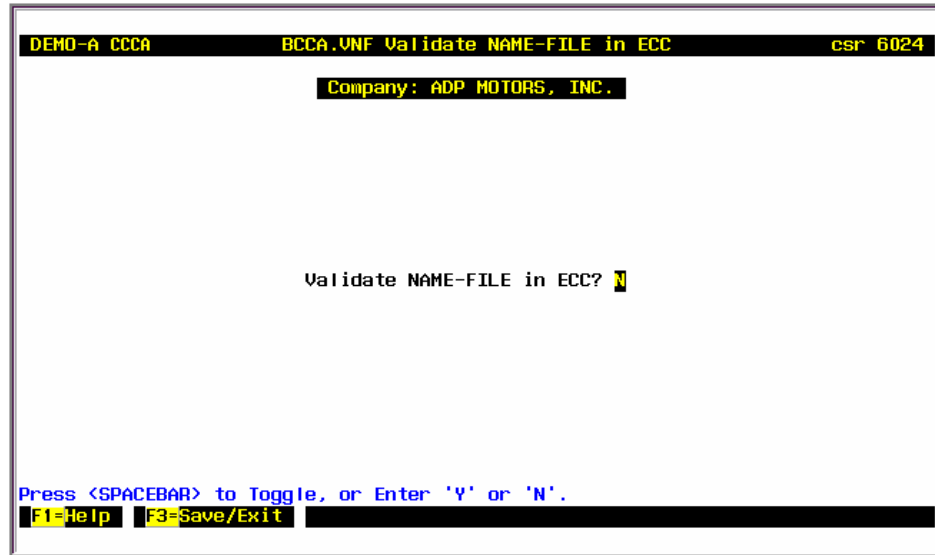 DEMO-A CCCA BCCA.VNF Validate NAME-FILE in ECC csr 6024
Company: ADP MOTORS, INC.
Validate NAME-FILE in ECC? N
Press <SPACEBAR> to Toggle, or Enter 'Y' or 'N'.
F1=Help F3=Save/Exit